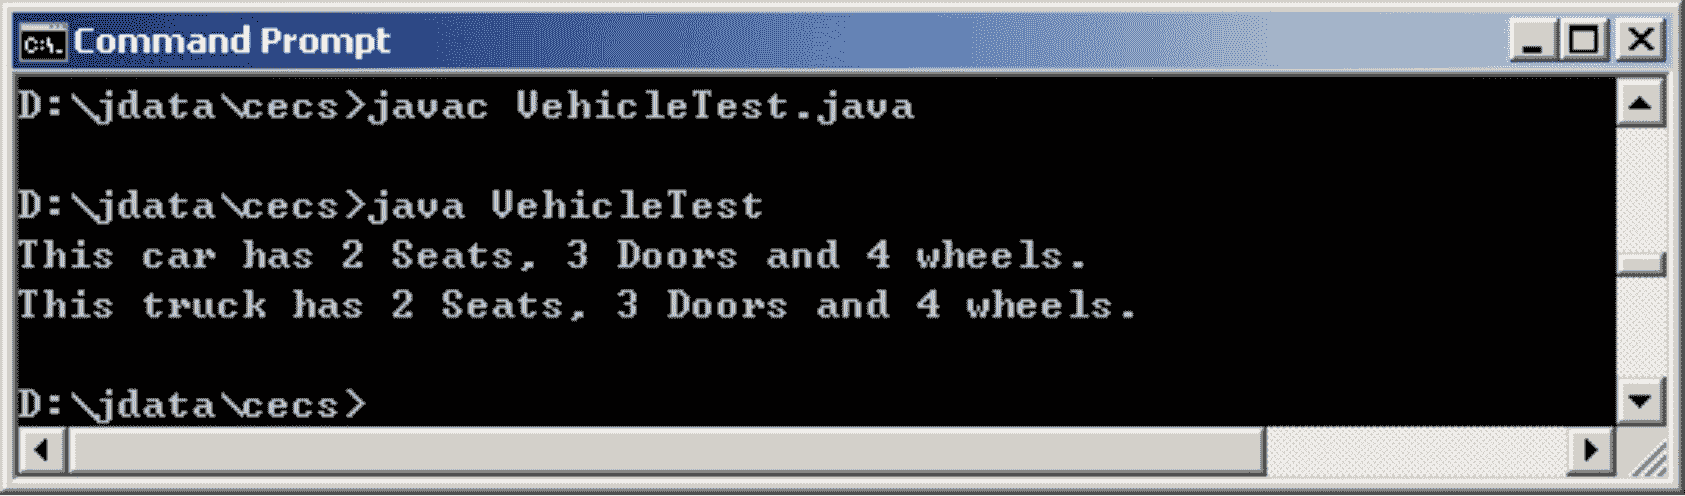 C:\.
Command Prompt
D:\jdata\cecs>javac VehicleTest.java
D:\jdata\cecs>java VehicleTest
This car has 2 Seats, 3 Doors and 4 wheels.
This truck has 2 Seats, 3 Doors and 4 wheels.
D:\jdata\cecs>